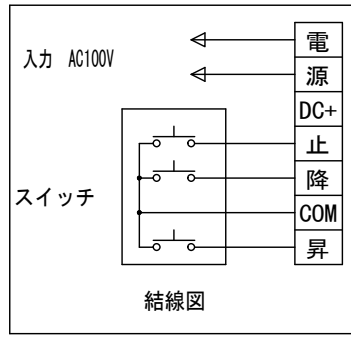 入力 AC100V
電
源
DC+
止
降
COM
昇
スイッチ
結線図